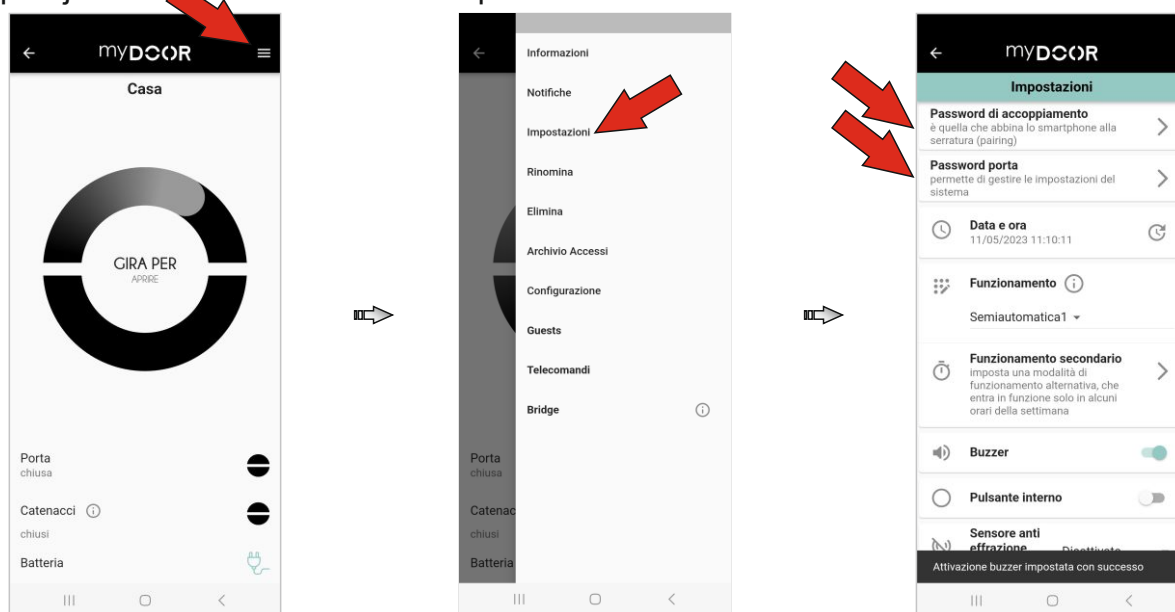 myDOOR
Casa
GIRA PER
APRIRE
Porta
chiusa
Catenacci
chiusi
Batteria
Informazioni
Notifiche
Impostazioni
Rinomina
Elimina
Archivio Accessi
Configurazione
Guests
Telecomandi
Bridge
Porta
chiusa
Catenac
chiusi
Batteria
myDOOR
Impostazioni
Password di accoppiamento
è quella che abbina lo smartphone alla
serratura (pairing)
Password porta
permette di gestire le impostazioni del
sistema
Data e ora
11/05/2023 11:10:11
Funzionamento
Semiautomatica1
Funzionamento secondario
imposta una modalità di
funzionamento alternativa, che
entra in funzione solo in alcuni
orari della settimana
Buzzer
Pulsante interno
Sensore anti
effrazione Disattivato
Attivazione buzzer impostata con successo